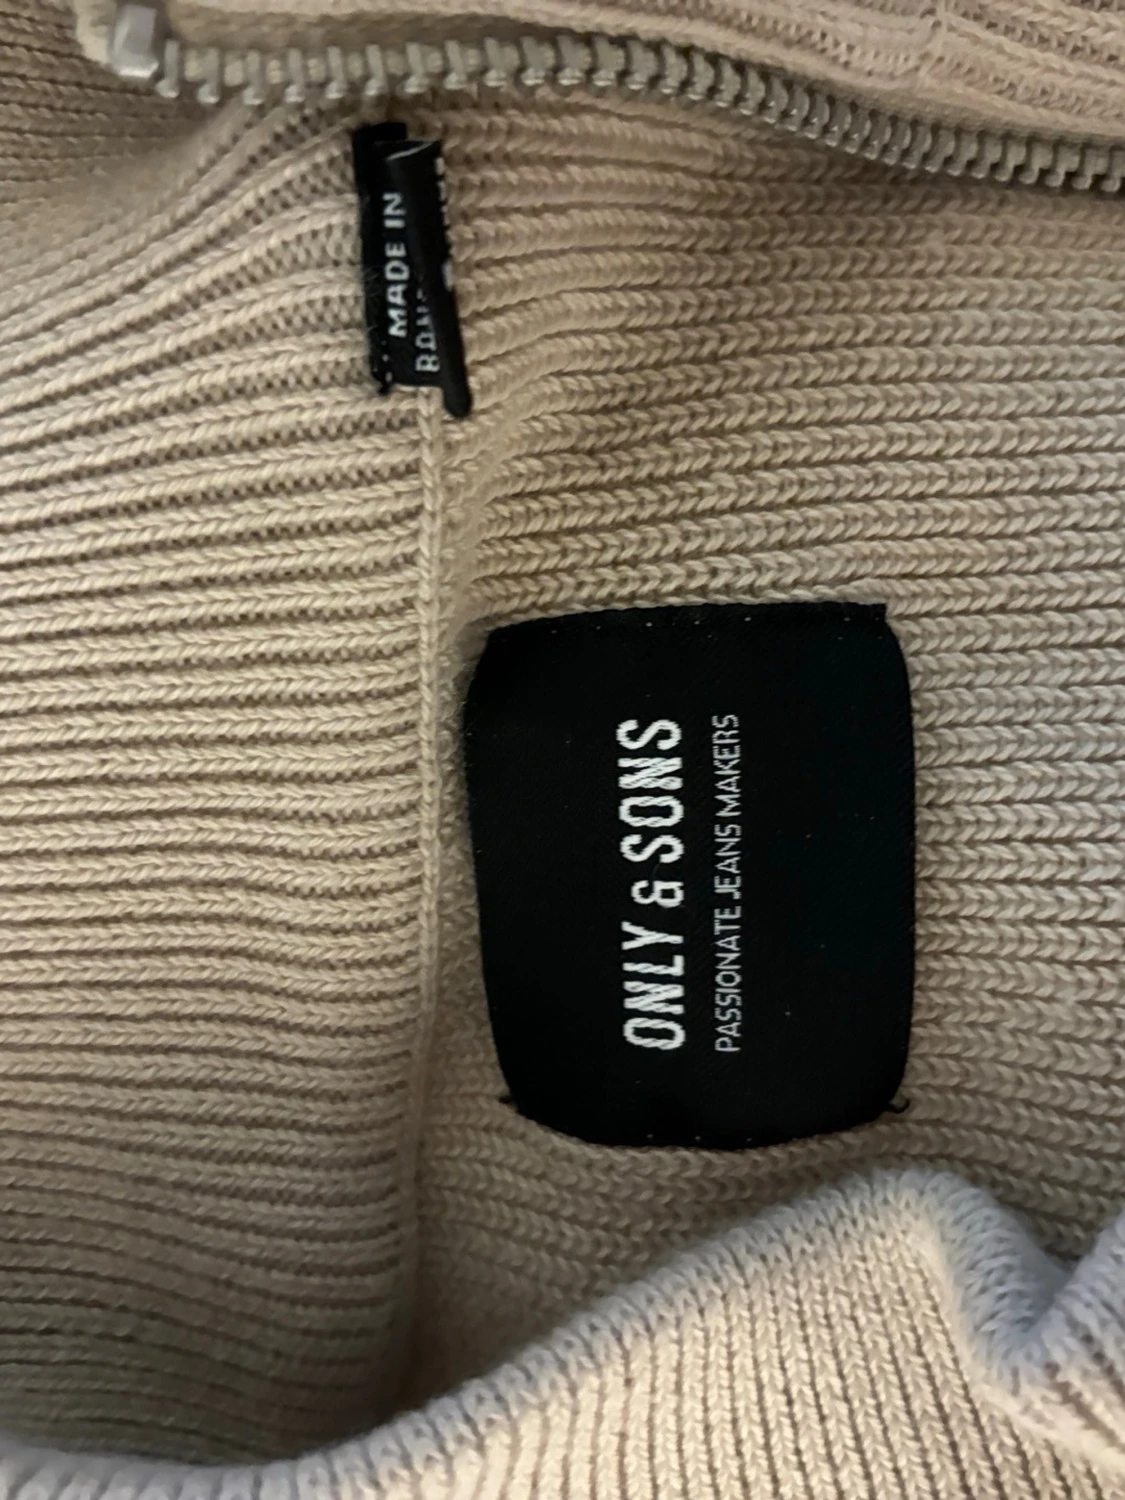 MADE IN
ONLY & SONS
PASSIONATE JEANS MAKERS